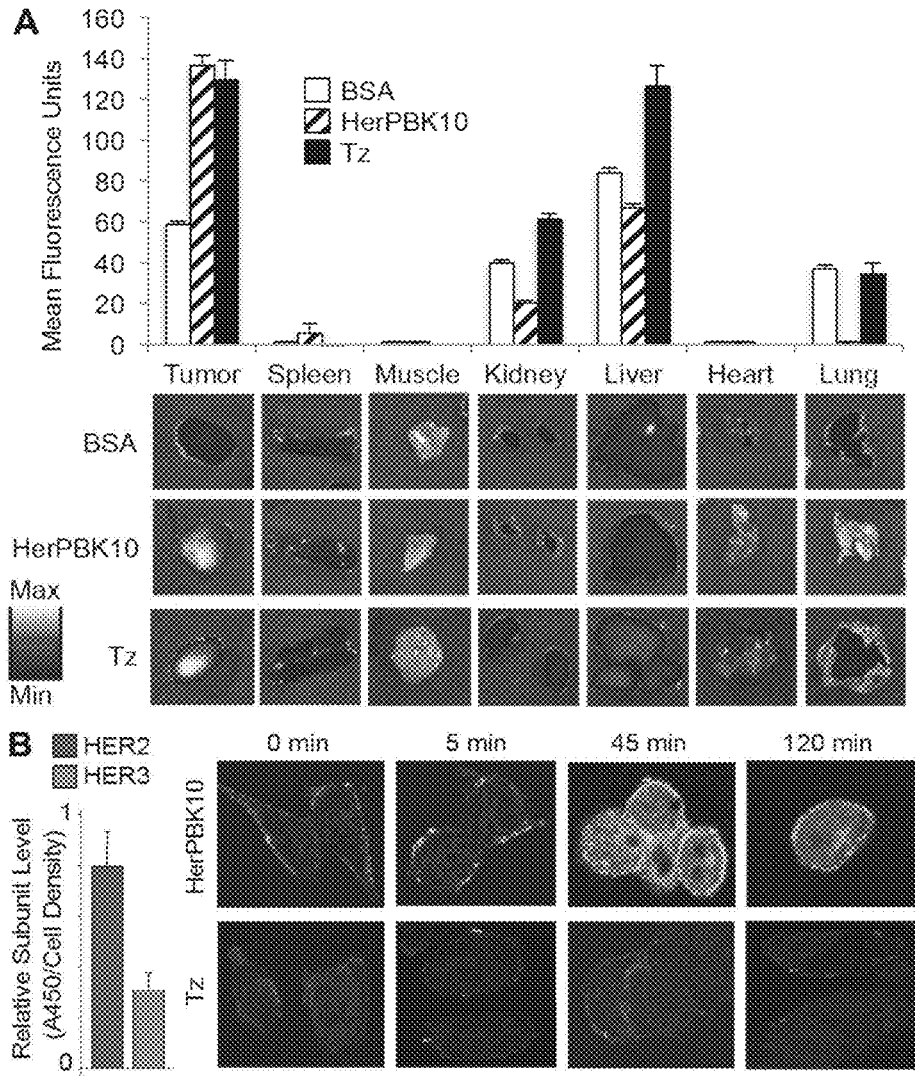 A
160
140
120
100
80
60
40
20
0
Mean Fluorescence Units
BSA
HerPBK10
Tz
Tumor Spleen Muscle Kidney Liver Heart Lung
BSA
HerPBK10
Tz
Max
Min
B
HER2
HER3
1
0
Relative Subunit Level
(A450/Cell Density)
0 min 5 min 45 min 120 min
HerPBK10
Tz